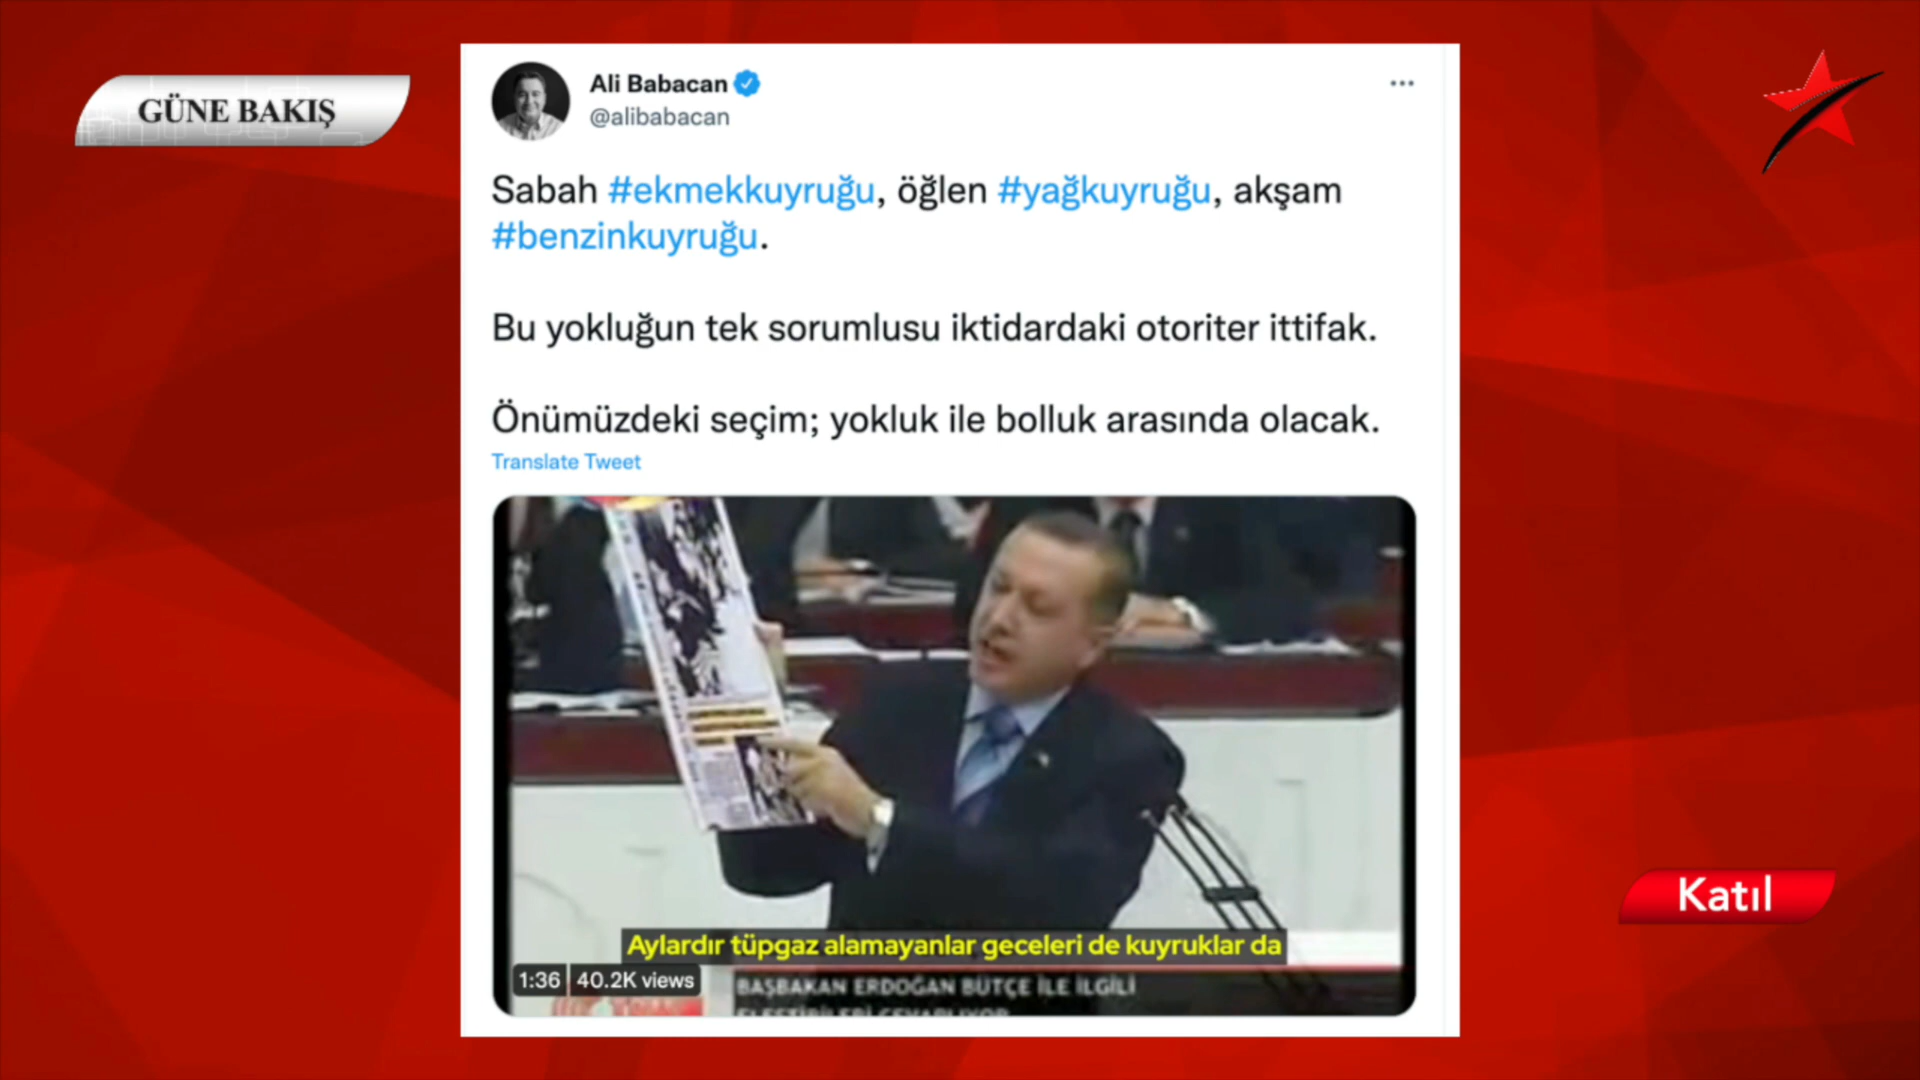 GÜNE BAKIŞ
Ali Babacan
@alibabacan
Sabah #ekmekkuyruğu, öğlen #yağkuyruğu, akşam
#benzinkuyruğu.
Bu yokluğun tek sorumlusu iktidardaki otoriter ittifak.
Önümüzdeki seçim; yokluk ile bolluk arasında olacak.
Translate Tweet
Aylardır tüpgaz alamayanlar geceleri de kuyruklar da
1:36 40.2K views
BAŞBAKAN ERDOĞAN BÜTÇE İLE İLGİLİ
Katıl